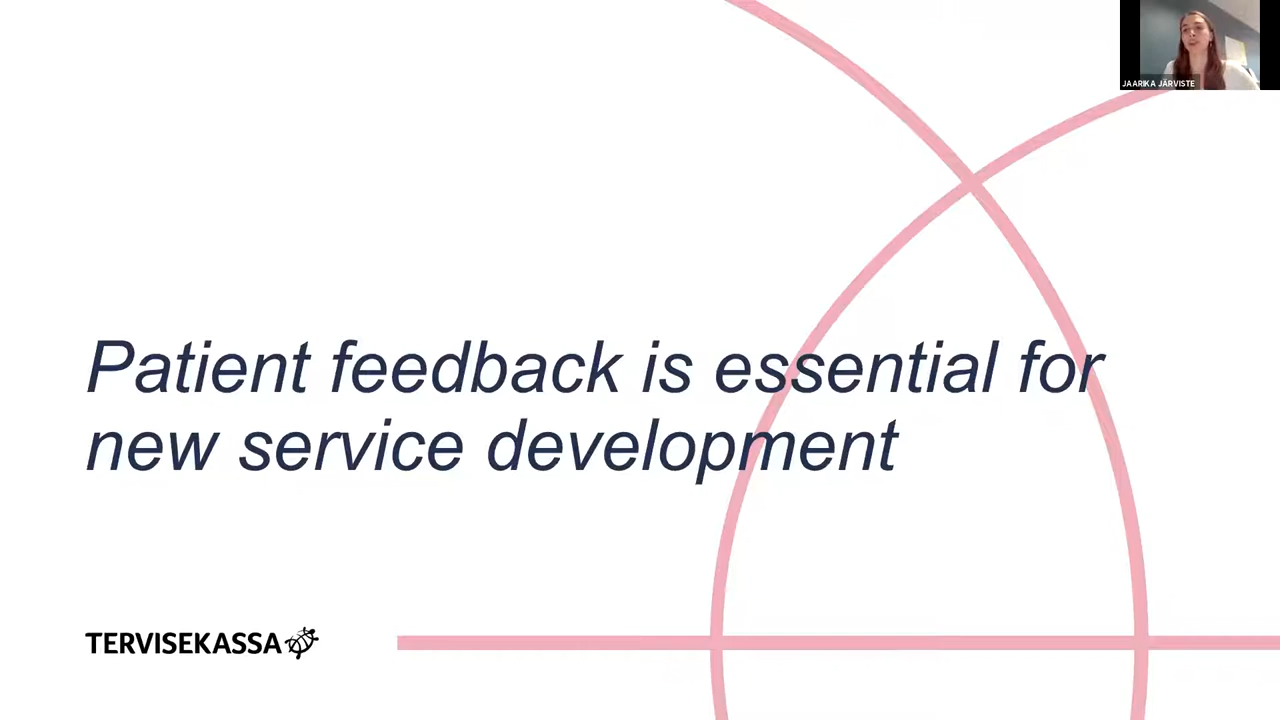 JAARIKA JÄRVISTE
Patient feedback is essential for
new service development
TERVISEKASSA